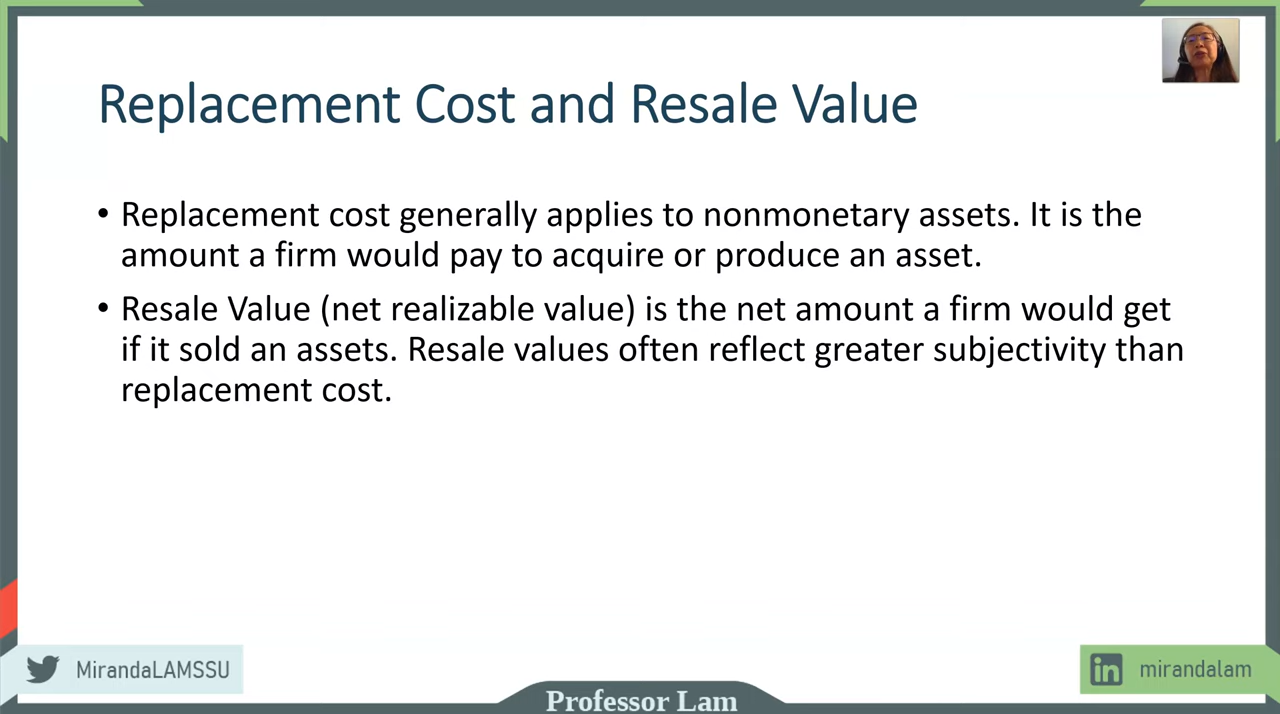 Replacement Cost and Resale Value
• Replacement cost generally applies to nonmonetary assets. It is the
amount a firm would pay to acquire or produce an asset.
• Resale Value (net realizable value) is the net amount a firm would get
if it sold an assets. Resale values often reflect greater subjectivity than
replacement cost.
MirandaLAMSSU
in mirandalam
Professor Lam